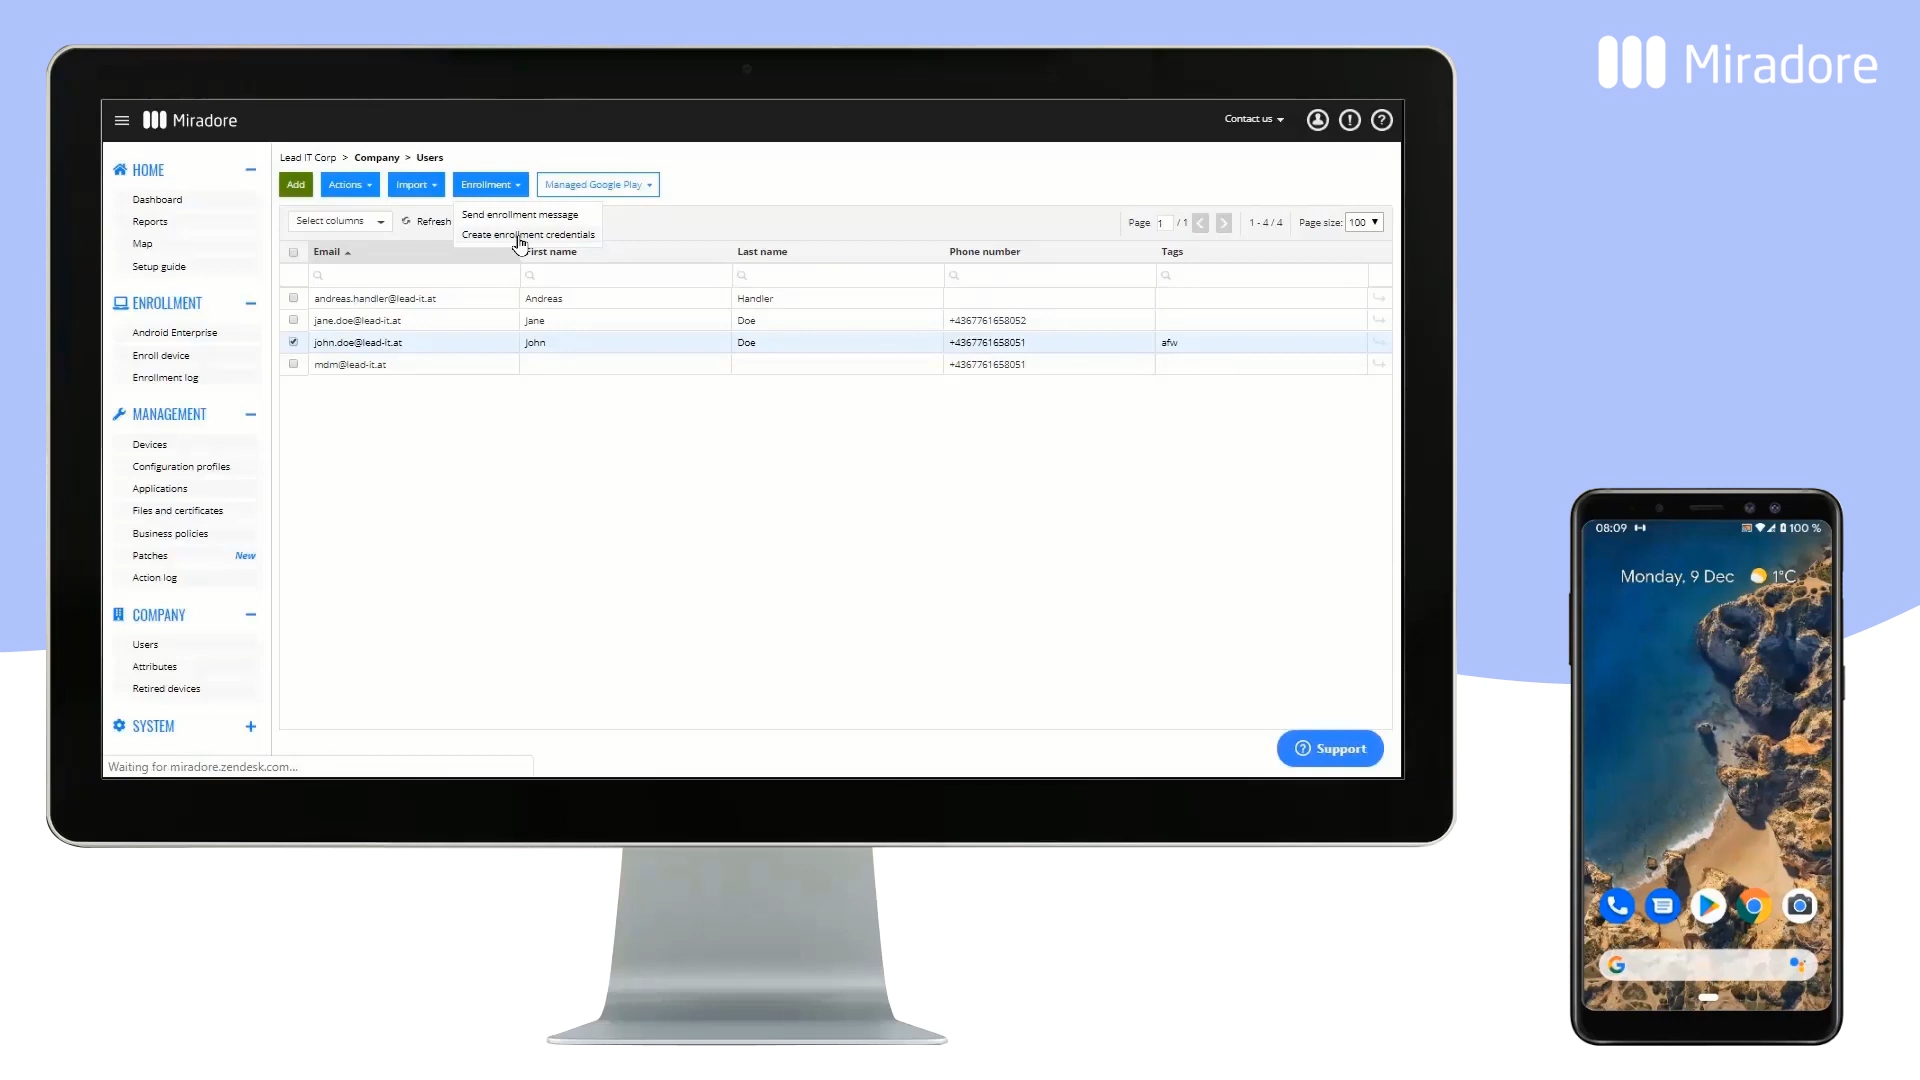 Miradore
Miradore
Contact us
HOME
Dashboard
Reports
Map
Setup guide
ENROLLMENT
Android Enterprise
Enroll device
Enrollment log
MANAGEMENT
Devices
Configuration profiles
Applications
Files and certificates
Business policies
Patches New
Action log
COMPANY
Users
Attributes
Retired devices
SYSTEM
Lead IT Corp > Company > Users
Add Actions Import Enrollment Managed Google Play
Select columns Refresh
Send enrollment message
Create enrollment credentials
Page 1 / 1 1 - 4 / 4 Page size: 100
Email First name Last name Phone number Tags
andreas.handler@lead-it.at Andreas Handler
jane.doe@lead-it.at Jane Doe +4367761658052
john.doe@lead-it.at John Doe +4367761658051 afw
mdm@lead-it.at +4367761658051
Support
Waiting for miradore.zendesk.com...
08:09 100 %
Monday, 9 Dec 1°C